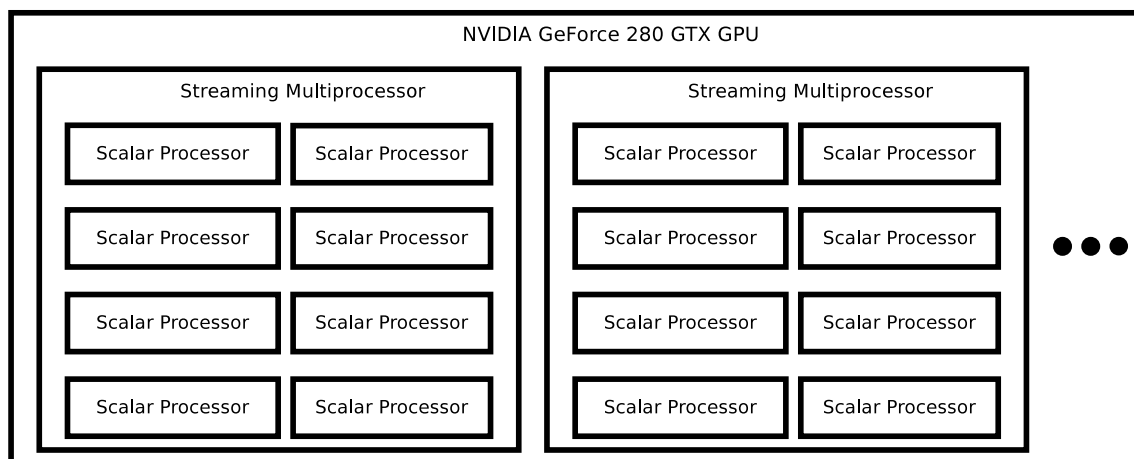 NVIDIA GeForce 280 GTX GPU
Streaming Multiprocessor Streaming Multiprocessor
Scalar Processor Scalar Processor Scalar Processor Scalar Processor
Scalar Processor Scalar Processor Scalar Processor Scalar Processor
Scalar Processor Scalar Processor Scalar Processor Scalar Processor
Scalar Processor Scalar Processor Scalar Processor Scalar Processor